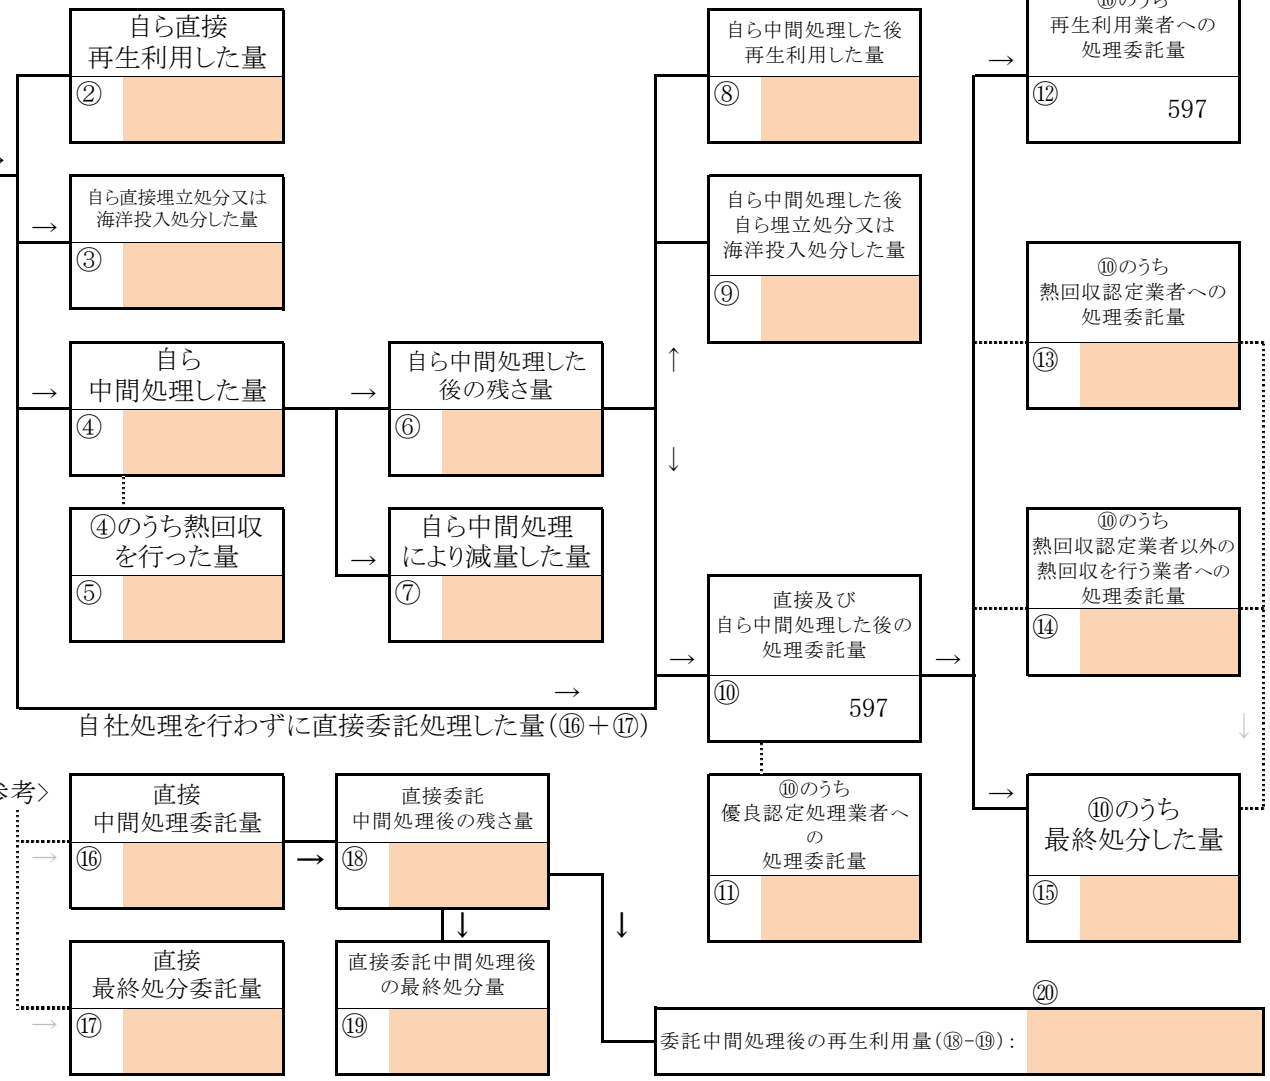 自ら直接
再生利用した量
②
→
自ら直接埋立処分又は
海洋投入処分した量
③
→
自ら
中間処理した量
④
→
④のうち熱回収
を行った量
⑤
→
自ら中間処理した
後の残さ量
⑥
→
自ら中間処理
により減量した量
⑦
→
自社処理を行わずに直接委託処理した量(⑯＋⑰)
自ら中間処理した後
再生利用した量
⑧
自ら中間処理した後
自ら埋立処分又は
海洋投入処分した量
⑨
↑
↓
→
直接及び
自ら中間処理した後の
処理委託量
⑩ 597
→
⑩のうち
優良認定処理業者へ
の
処理委託量
⑪
→
⑩のうち
再生利用業者への
処理委託量
⑫ 597
⑩のうち
熱回収認定業者への
処理委託量
⑬
⑩のうち
熱回収認定業者以外の
熱回収を行う業者への
処理委託量
⑭
↓
→
⑩のうち
最終処分した量
⑮
考〉
→
直接
中間処理委託量
⑯
→
直接委託
中間処理後の残さ量
⑱
↓
↓
→
直接
最終処分委託量
⑰
直接委託中間処理後
の最終処分量
⑲
⑳
委託中間処理後の再生利用量(⑱-⑲)：